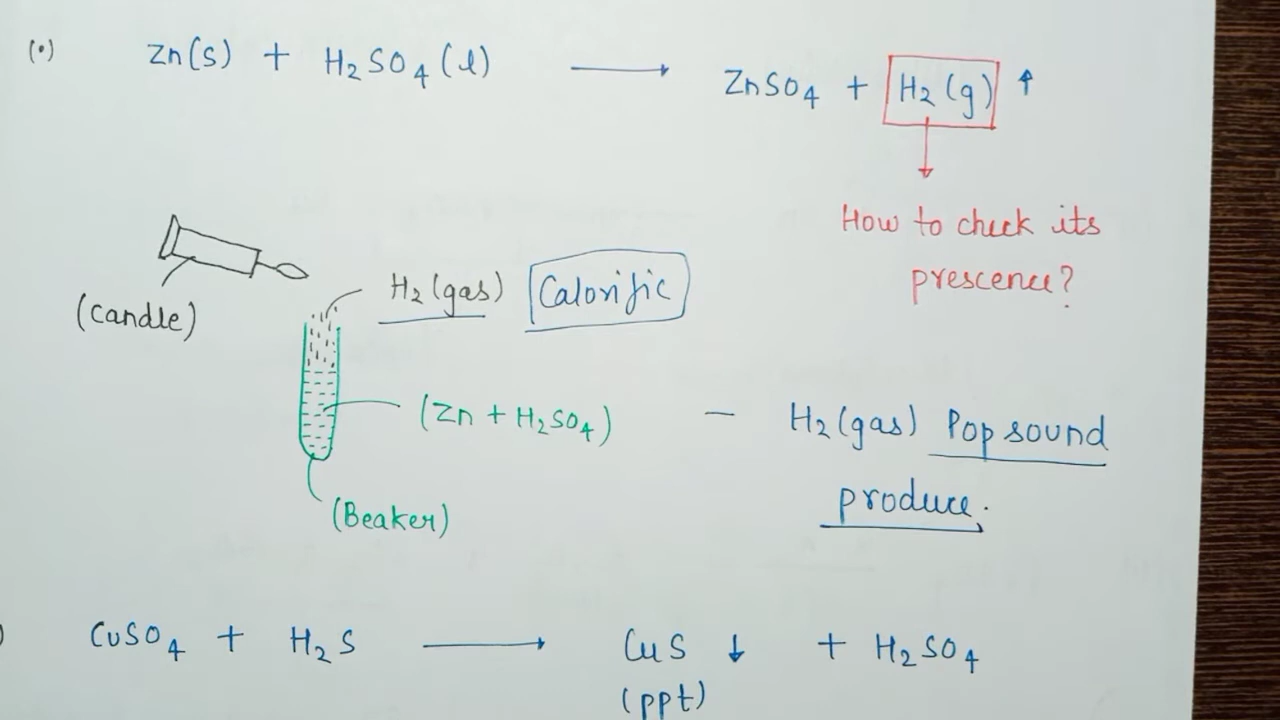 (•) Zn(s) + H₂SO₄(l) ⟶ ZnSO₄ + H₂(g) ↑
How to check its
prescence?
(Candle)
H₂(gas) Calorific
(Zn + H₂SO₄) – H₂(gas) Pop sound
produce.
(Beaker)
) CuSO₄ + H₂S ⟶ CuS ↓ + H₂SO₄
(ppt)